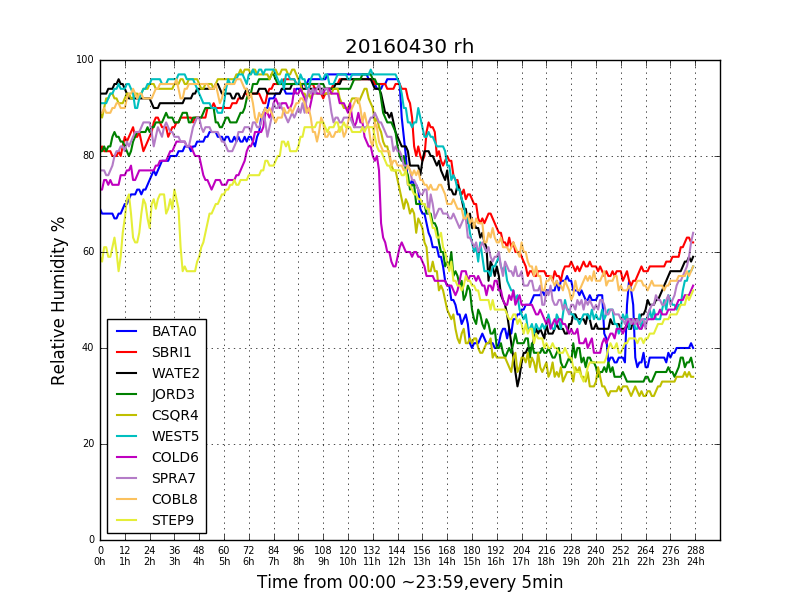 20160430 rh
100
80
60
40
20
0
Relative Humidity %
BATA0
SBRI1
WATE2
JORD3
CSQR4
WEST5
COLD6
SPRA7
COBL8
STEP9
0 12 24 36 48 60 72 84 96 108 120 132 144 156 168 180 192 204 216 228 240 252 264 276 288
0h 1h 2h 3h 4h 5h 6h 7h 8h 9h 10h 11h 12h 13h 14h 15h 16h 17h 18h 19h 20h 21h 22h 23h 24h
Time from 00:00 ~23:59,every 5min